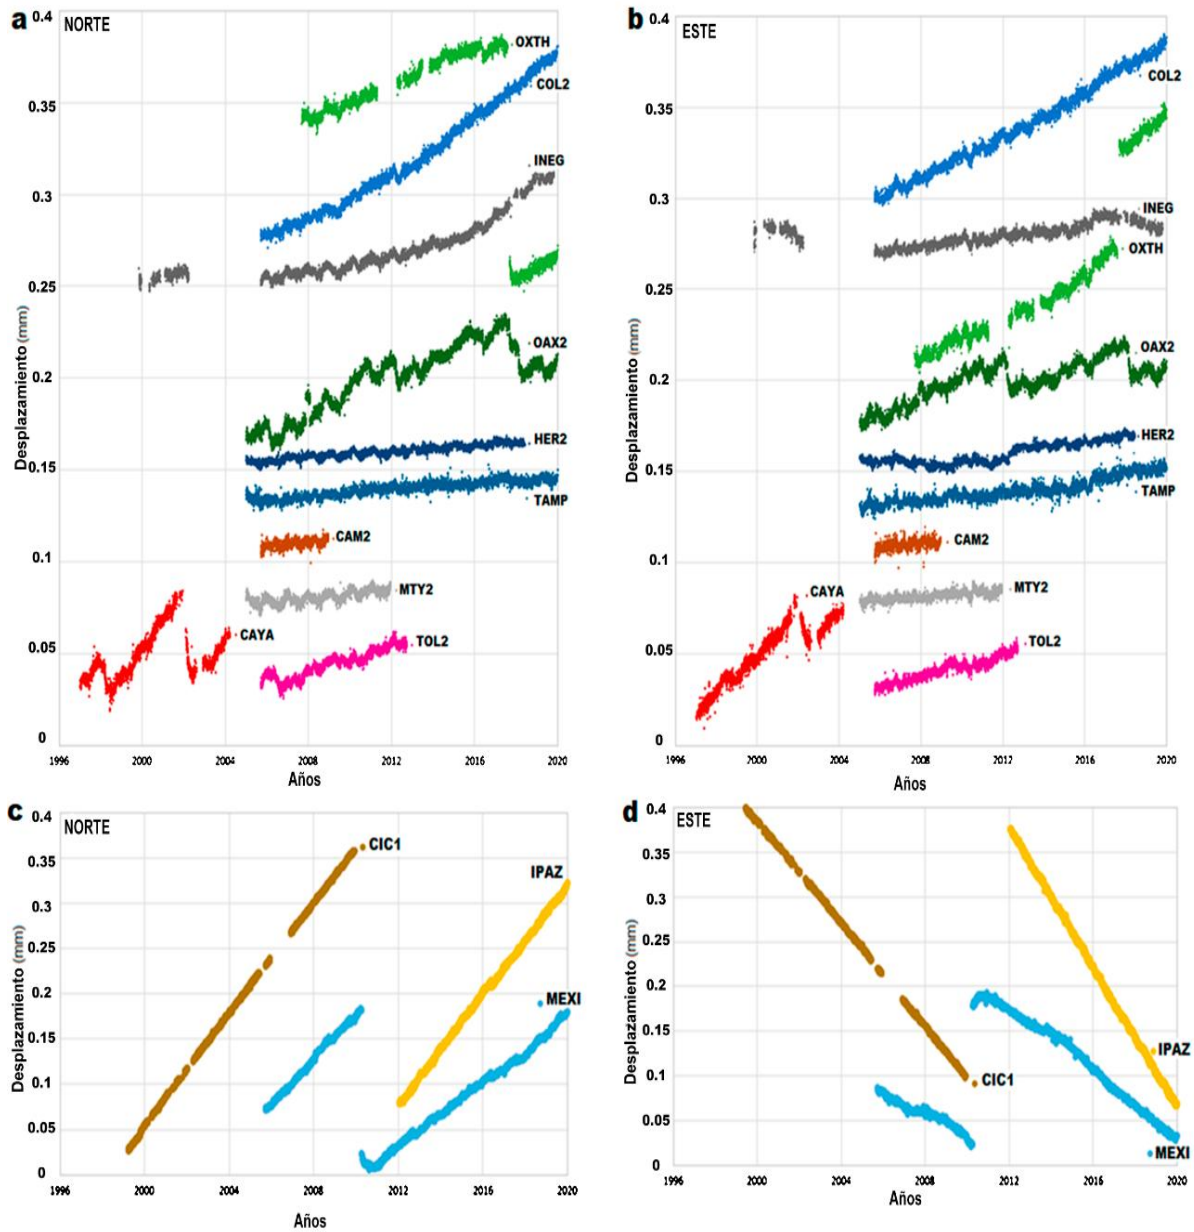 a
NORTE
0.4
0.35
0.3
0.25
0.2
0.15
0.1
0.05
0
Desplazamiento (mm)
OXTH
COL2
INEG
OAX2
HER2
TAMP
CAM2
MTY2
CAYA
TOL2
1996 2000 2004 2008 2012 2016 2020
Años
b
ESTE
0.4
0.35
0.3
0.25
0.2
0.15
0.1
0.05
0
Desplazamiento (mm)
COL2
INEG
OXTH
OAX2
HER2
TAMP
CAM2
CAYA
MTY2
TOL2
1996 2000 2004 2008 2012 2016 2020
Años
c
NORTE
0.4
0.35
0.3
0.25
0.2
0.15
0.1
0.05
0
Desplazamiento (mm)
CIC1
IPAZ
MEXI
1996 2000 2004 2008 2012 2016 2020
Años
d
ESTE
0.4
0.35
0.3
0.25
0.2
0.15
0.1
0.05
0
Desplazamiento (mm)
IPAZ
CIC1
MEXI
1996 2000 2004 2008 2012 2016 2020
Años